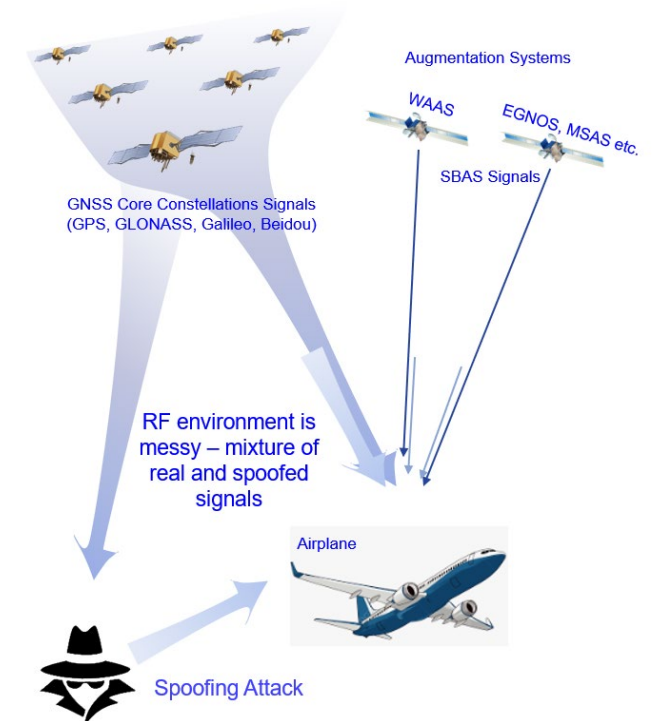 Augmentation Systems
WAAS
EGNOS, MSAS etc.
SBAS Signals
GNSS Core Constellations Signals
(GPS, GLONASS, Galileo, Beidou)
RF environment is
messy – mixture of
real and spoofed
signals
Airplane
Spoofing Attack